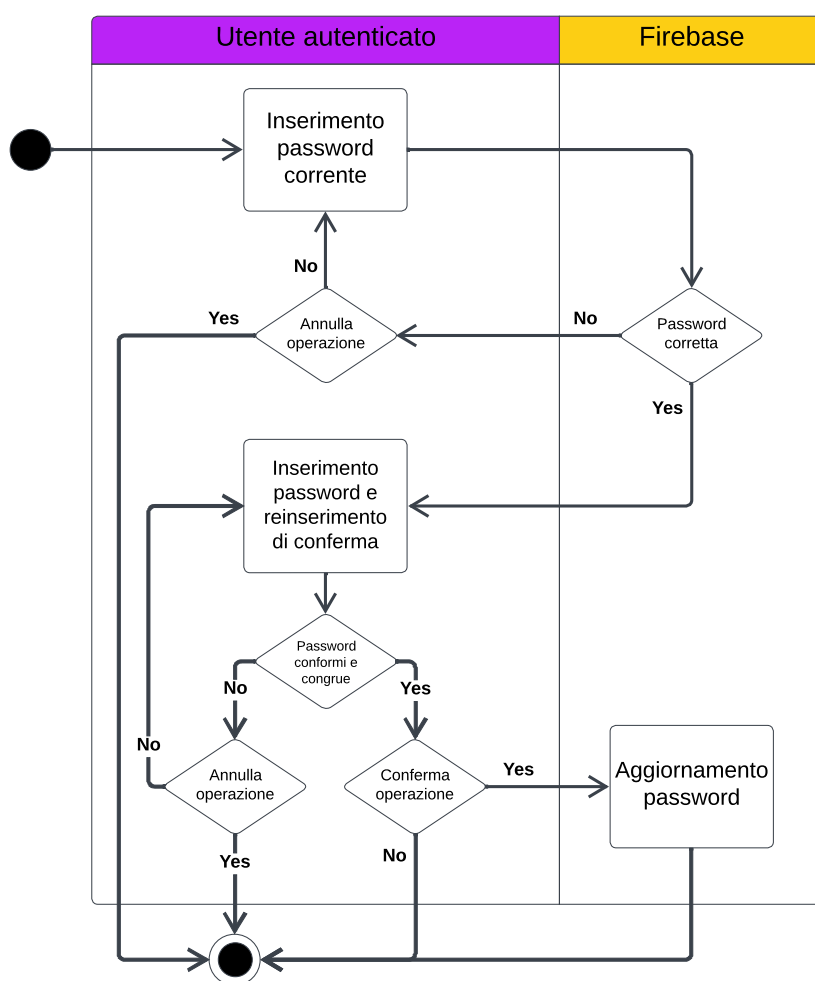 Utente autenticato
Firebase
Inserimento
password
corrente
No
Yes
Annulla
operazione
No
Password
corretta
Yes
Inserimento
password e
reinserimento
di conferma
Password
conformi e
congrue
No
Yes
No
Annulla
operazione
Conferma
operazione
Yes
Aggiornamento
password
Yes
No